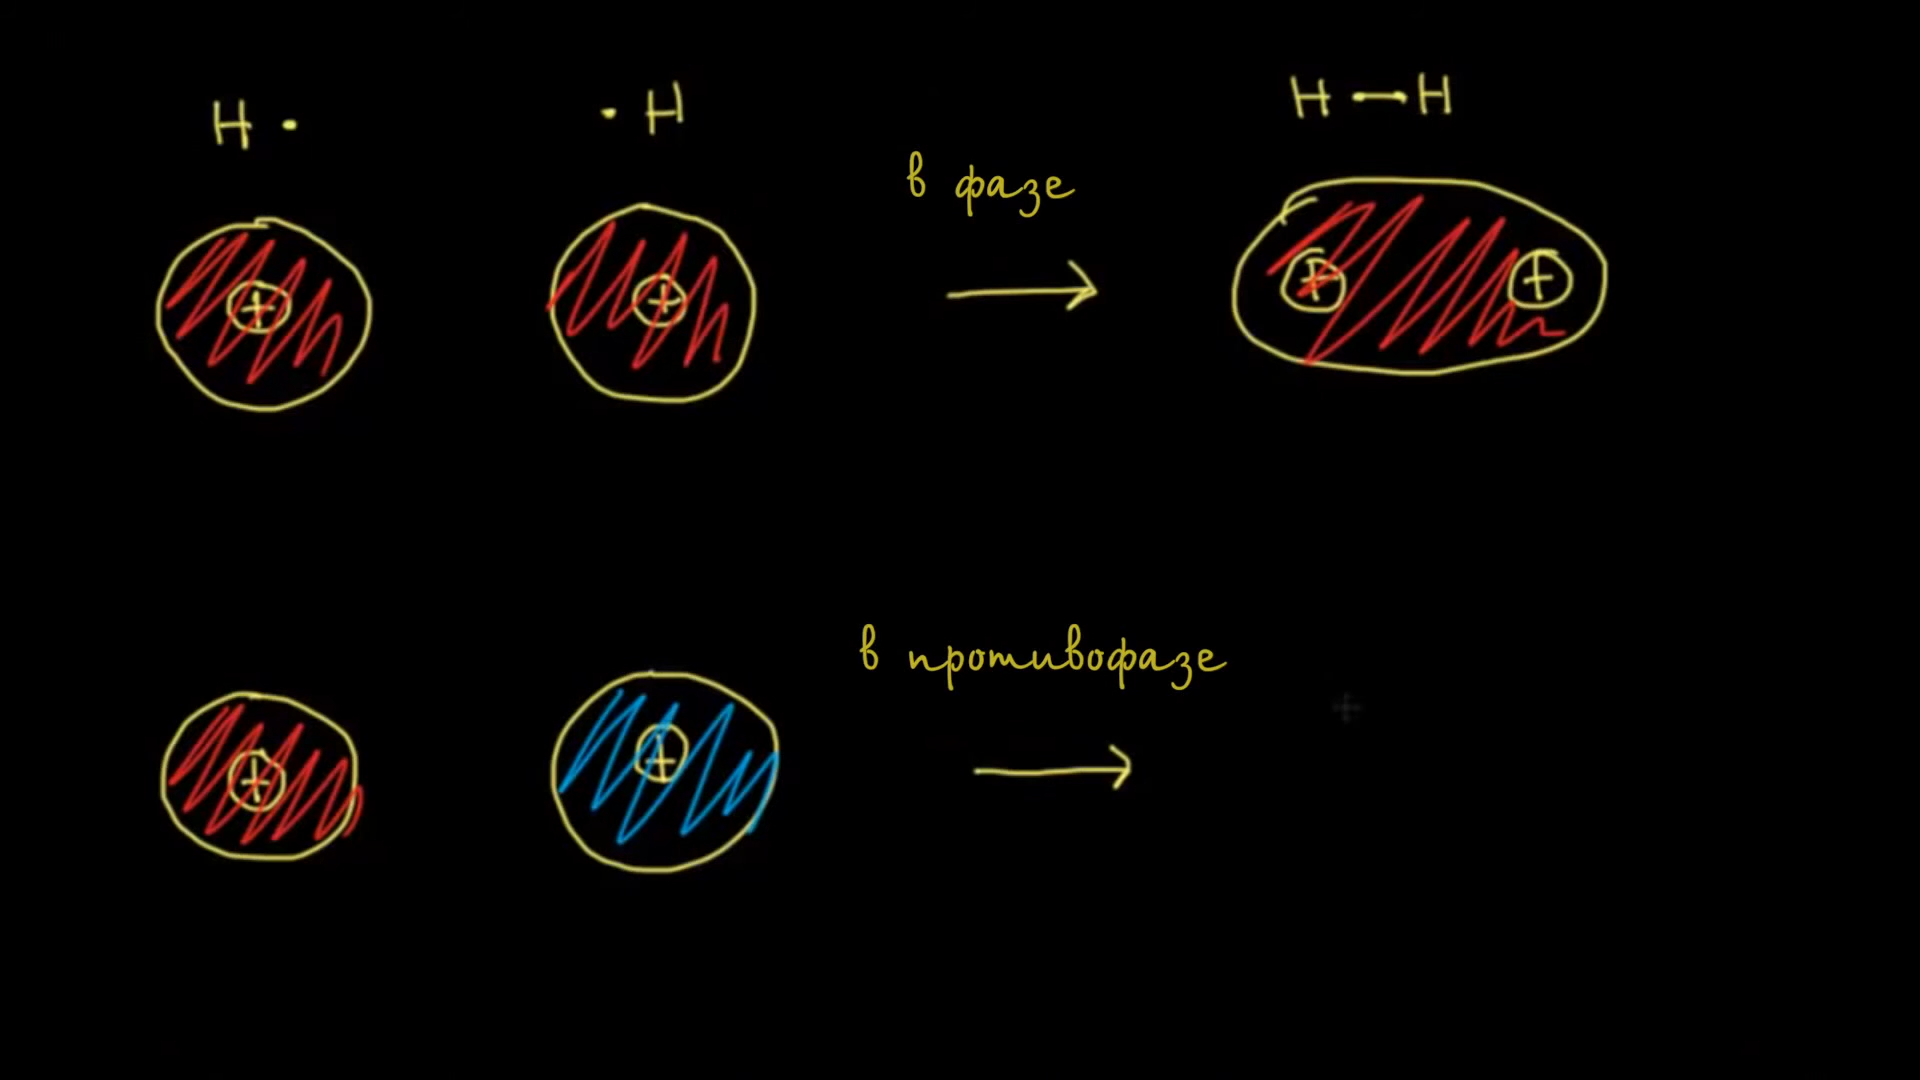 H · · H H — H
в фазе
+ + + +
в противофазе
+ +